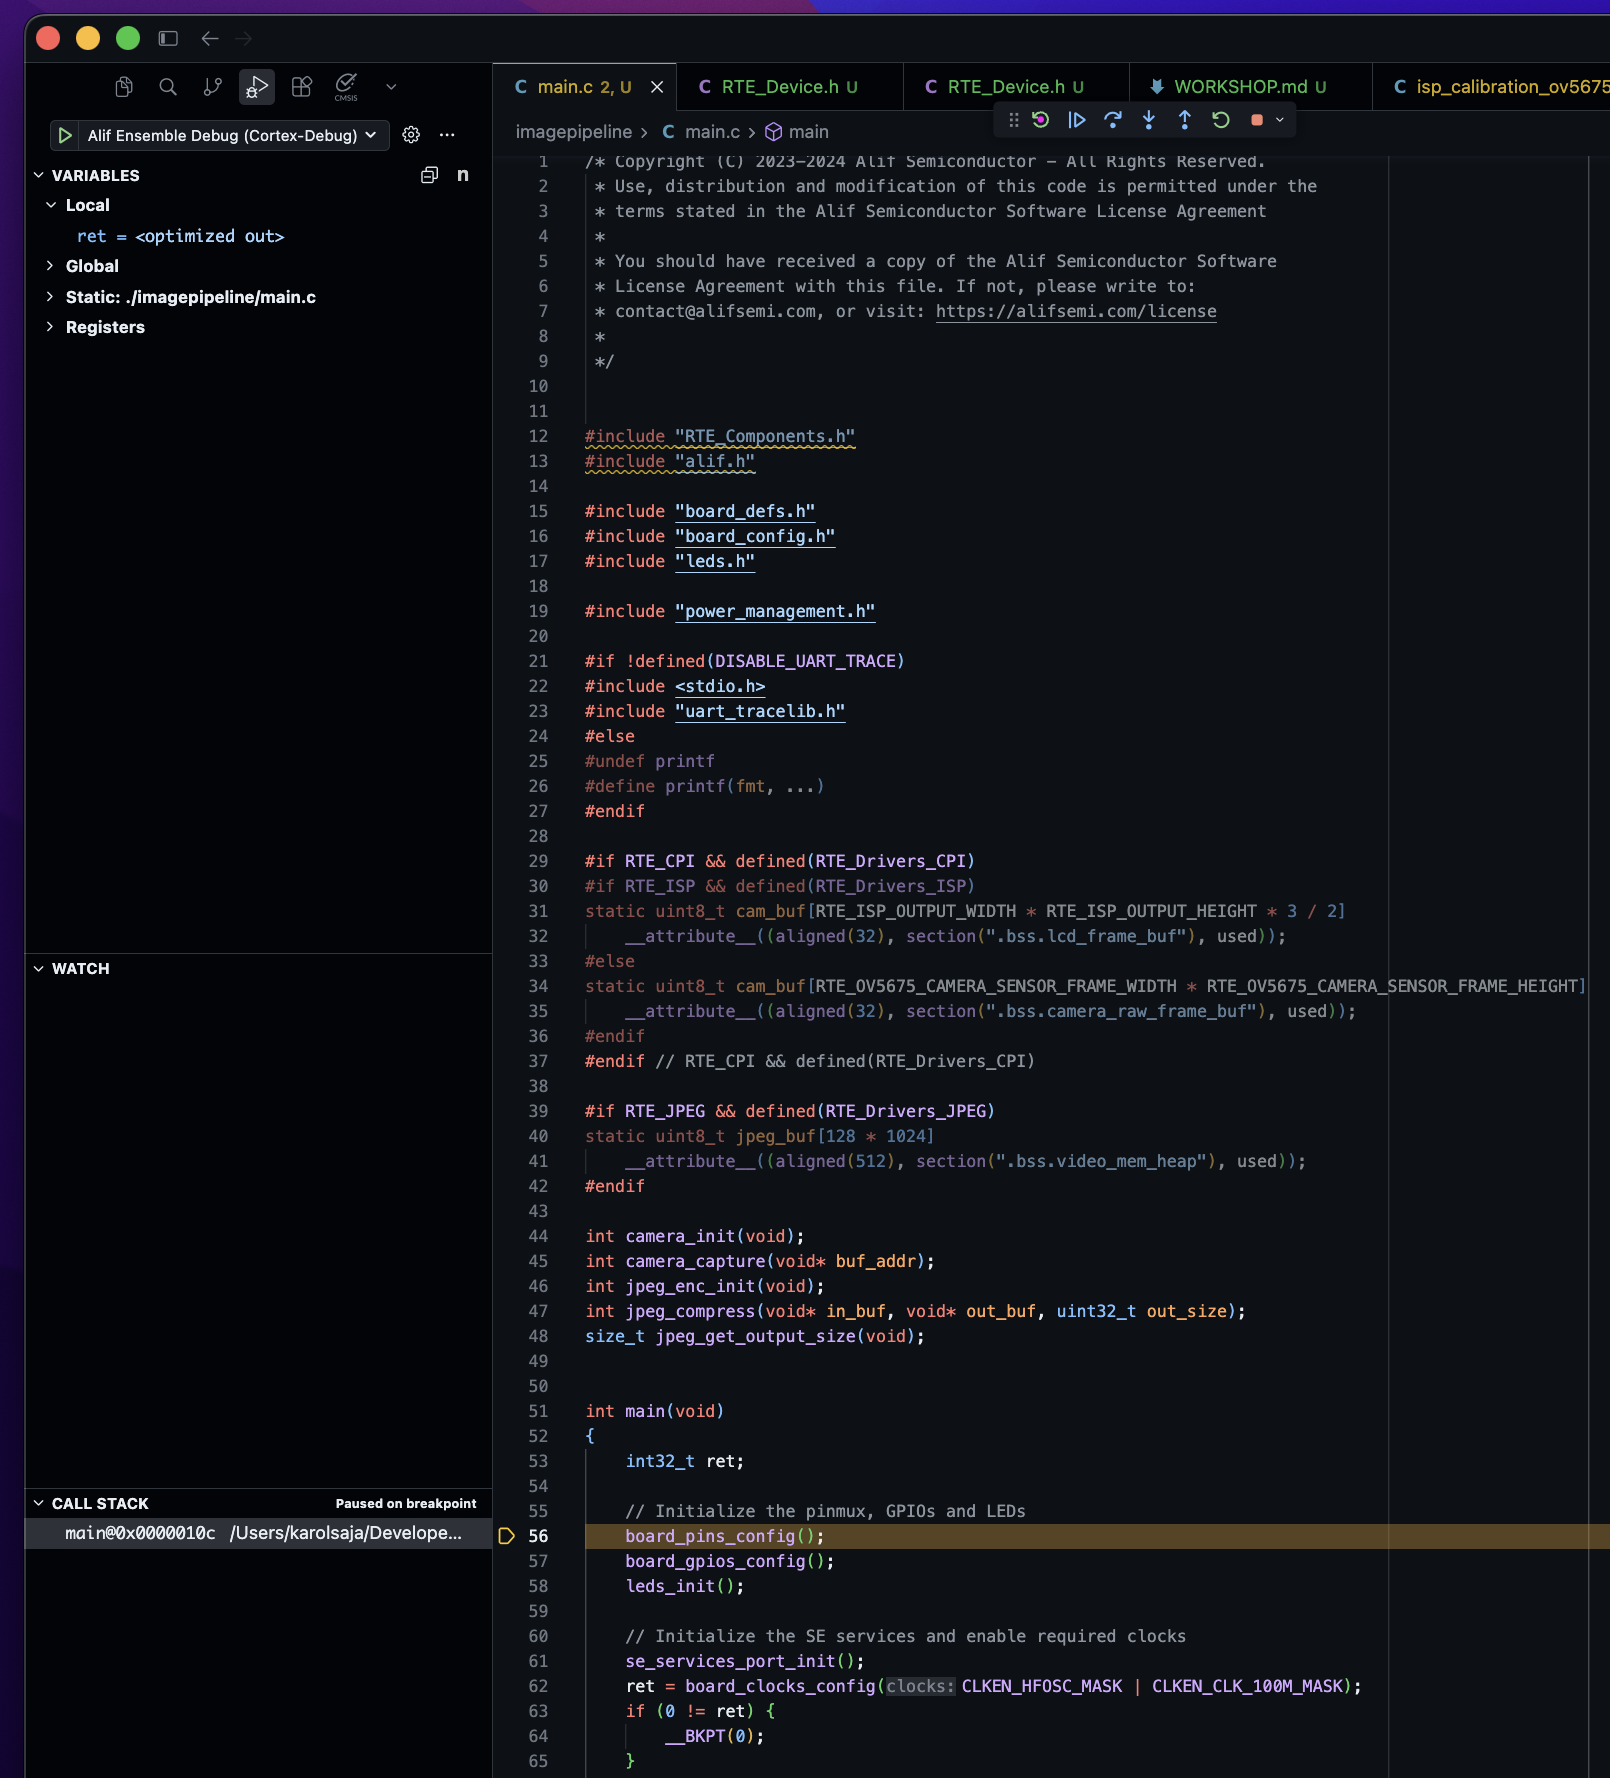 CMSIS
Alif Ensemble Debug (Cortex-Debug)
VARIABLES
n
Local
ret = <optimized out>
Global
Static: ./imagepipeline/main.c
Registers
WATCH
CALL STACK
Paused on breakpoint
main@0x0000010c /Users/karolsaja/Develope...
C main.c 2, U
C RTE_Device.h U
C RTE_Device.h U
WORKSHOP.md U
C isp_calibration_ov5675
imagepipeline > C main.c > main
1 /* Copyright (C) 2023-2024 Alif Semiconductor - All Rights Reserved.
2 * Use, distribution and modification of this code is permitted under the
3 * terms stated in the Alif Semiconductor Software License Agreement
4 *
5 * You should have received a copy of the Alif Semiconductor Software
6 * License Agreement with this file. If not, please write to:
7 * contact@alifsemi.com, or visit: https://alifsemi.com/license
8 *
9 */
10
11
12 #include "RTE_Components.h"
13 #include "alif.h"
14
15 #include "board_defs.h"
16 #include "board_config.h"
17 #include "leds.h"
18
19 #include "power_management.h"
20
21 #if !defined(DISABLE_UART_TRACE)
22 #include <stdio.h>
23 #include "uart_tracelib.h"
24 #else
25 #undef printf
26 #define printf(fmt, ...)
27 #endif
28
29 #if RTE_CPI && defined(RTE_Drivers_CPI)
30 #if RTE_ISP && defined(RTE_Drivers_ISP)
31 static uint8_t cam_buf[RTE_ISP_OUTPUT_WIDTH * RTE_ISP_OUTPUT_HEIGHT * 3 / 2]
32 __attribute__((aligned(32), section(".bss.lcd_frame_buf"), used));
33 #else
34 static uint8_t cam_buf[RTE_OV5675_CAMERA_SENSOR_FRAME_WIDTH * RTE_OV5675_CAMERA_SENSOR_FRAME_HEIGHT]
35 __attribute__((aligned(32), section(".bss.camera_raw_frame_buf"), used));
36 #endif
37 #endif // RTE_CPI && defined(RTE_Drivers_CPI)
38
39 #if RTE_JPEG && defined(RTE_Drivers_JPEG)
40 static uint8_t jpeg_buf[128 * 1024]
41 __attribute__((aligned(512), section(".bss.video_mem_heap"), used));
42 #endif
43
44 int camera_init(void);
45 int camera_capture(void* buf_addr);
46 int jpeg_enc_init(void);
47 int jpeg_compress(void* in_buf, void* out_buf, uint32_t out_size);
48 size_t jpeg_get_output_size(void);
49
50
51 int main(void)
52 {
53 int32_t ret;
54
55 // Initialize the pinmux, GPIOs and LEDs
56 board_pins_config();
57 board_gpios_config();
58 leds_init();
59
60 // Initialize the SE services and enable required clocks
61 se_services_port_init();
62 ret = board_clocks_config(clocks: CLKEN_HFOSC_MASK | CLKEN_CLK_100M_MASK);
63 if (0 != ret) {
64 __BKPT(0);
65 }